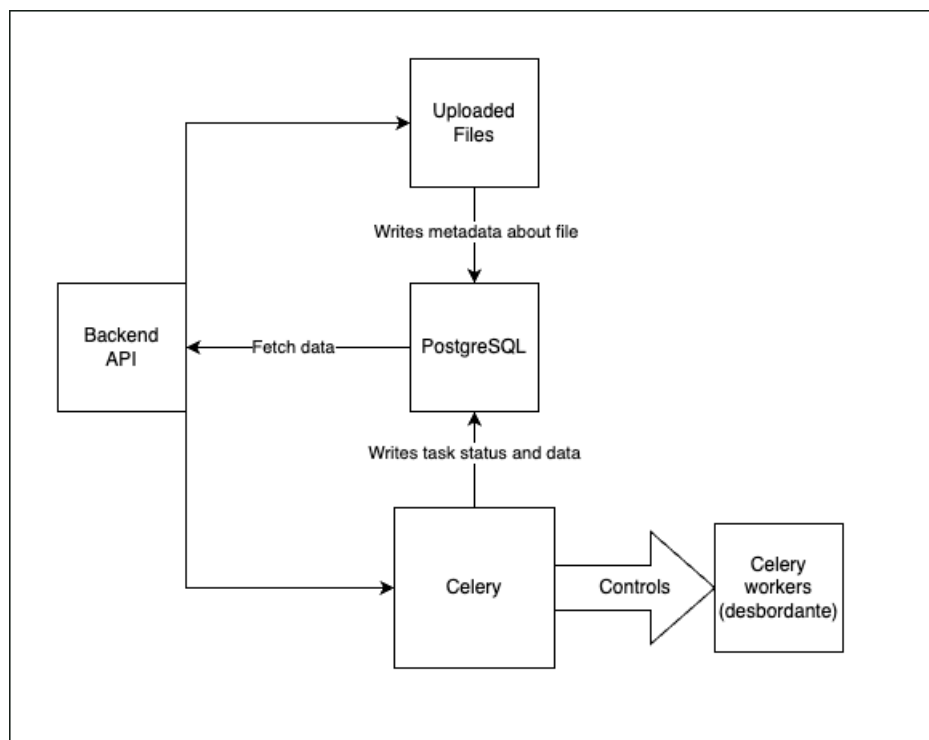 Uploaded
Files
Writes metadata about file
Backend
API
Fetch data
PostgreSQL
Writes task status and data
Celery
Controls
Celery
workers
(desbordante)